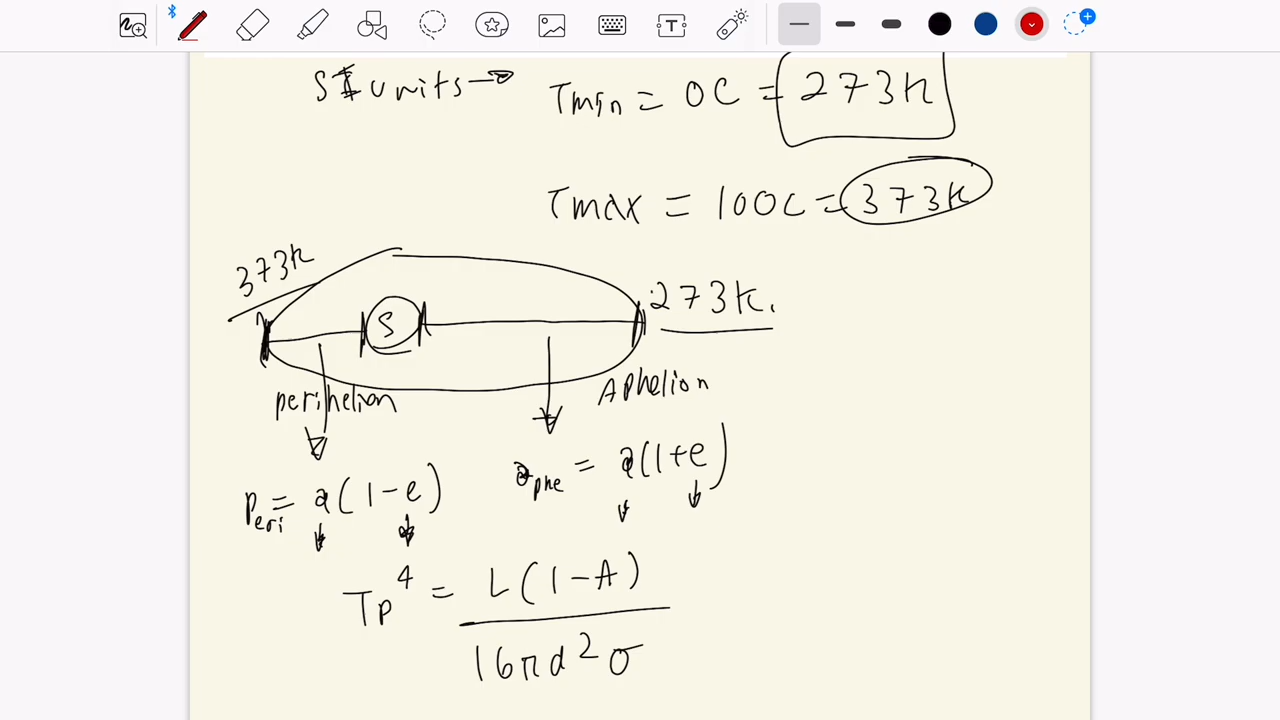 SI units → Tmin = 0C = 273K
Tmax = 100C = 373K
373K
S
273K.
perihelion
Aphelion
Peri = a(1-e)
aphe = a(1+e)
Tp⁴ = L(1-A)
16πd²σ